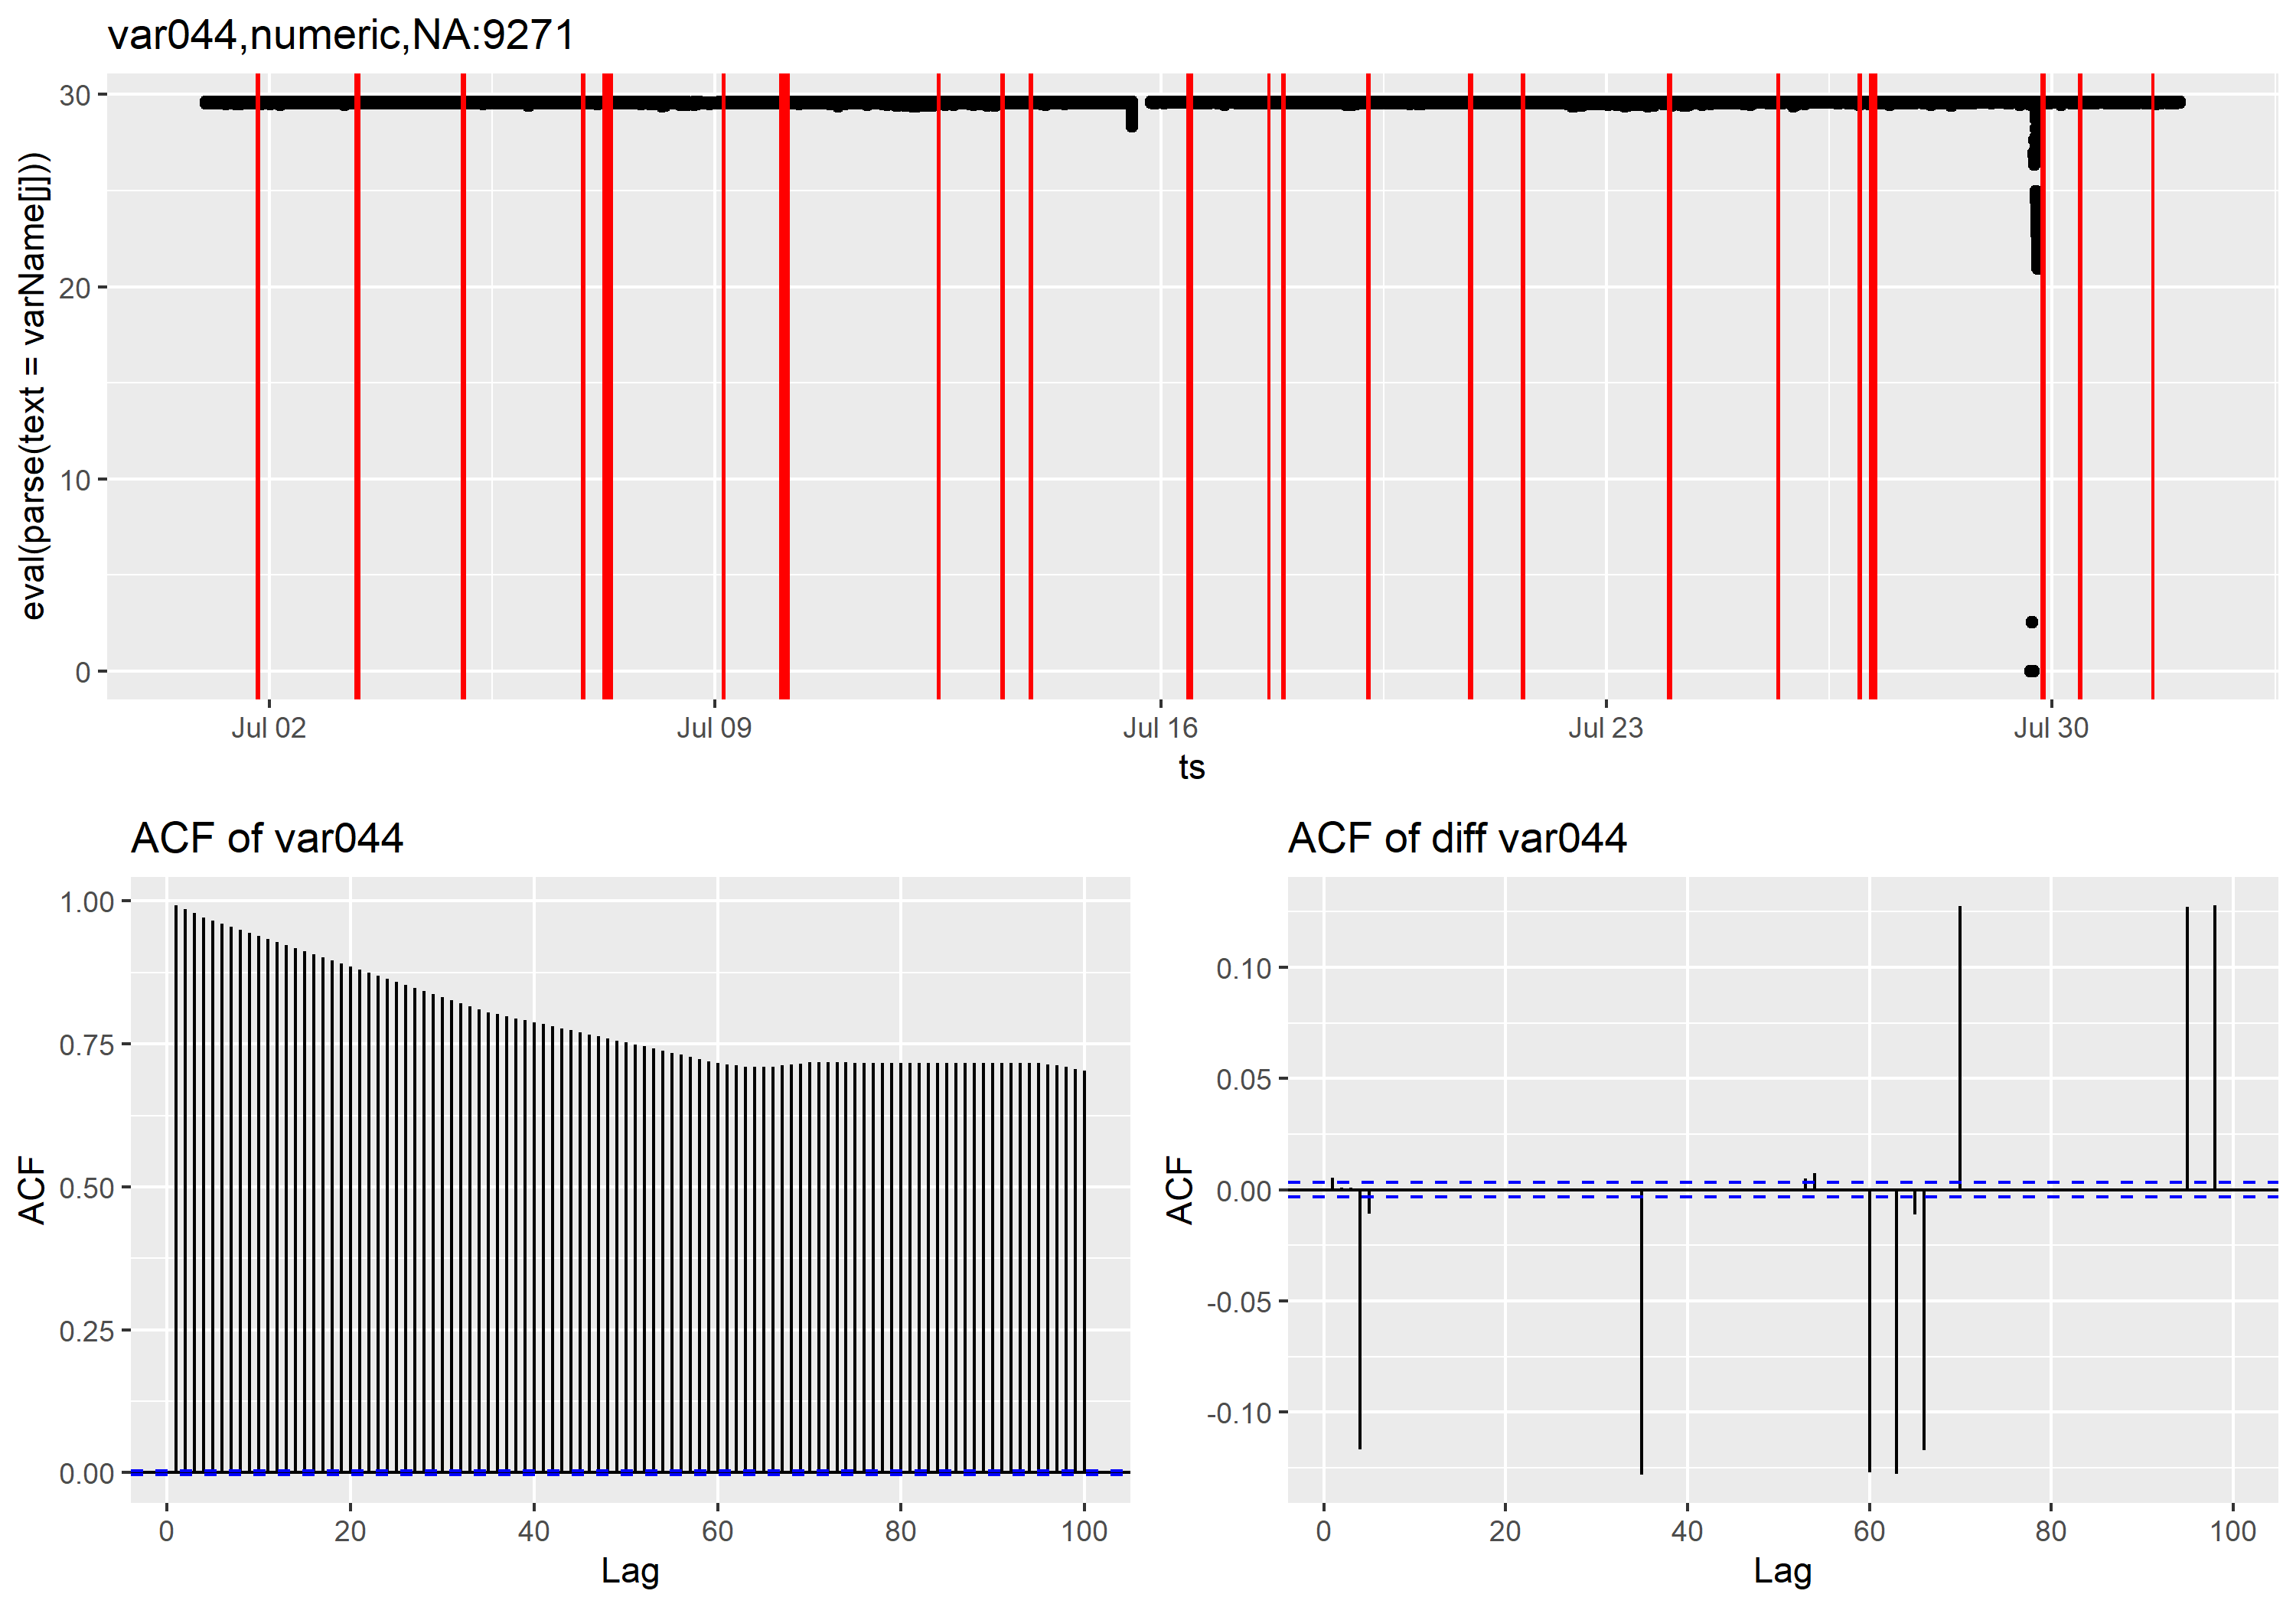 var044,numeric,NA:9271
eval(parse(text = varName[j]))
30
20
10
0
Jul 02
Jul 09
Jul 16
Jul 23
Jul 30
ts
ACF of var044
ACF
1.00
0.75
0.50
0.25
0.00
0
20
40
60
80
100
Lag
ACF of diff var044
ACF
0.10
0.05
0.00
-0.05
-0.10
0
20
40
60
80
100
Lag